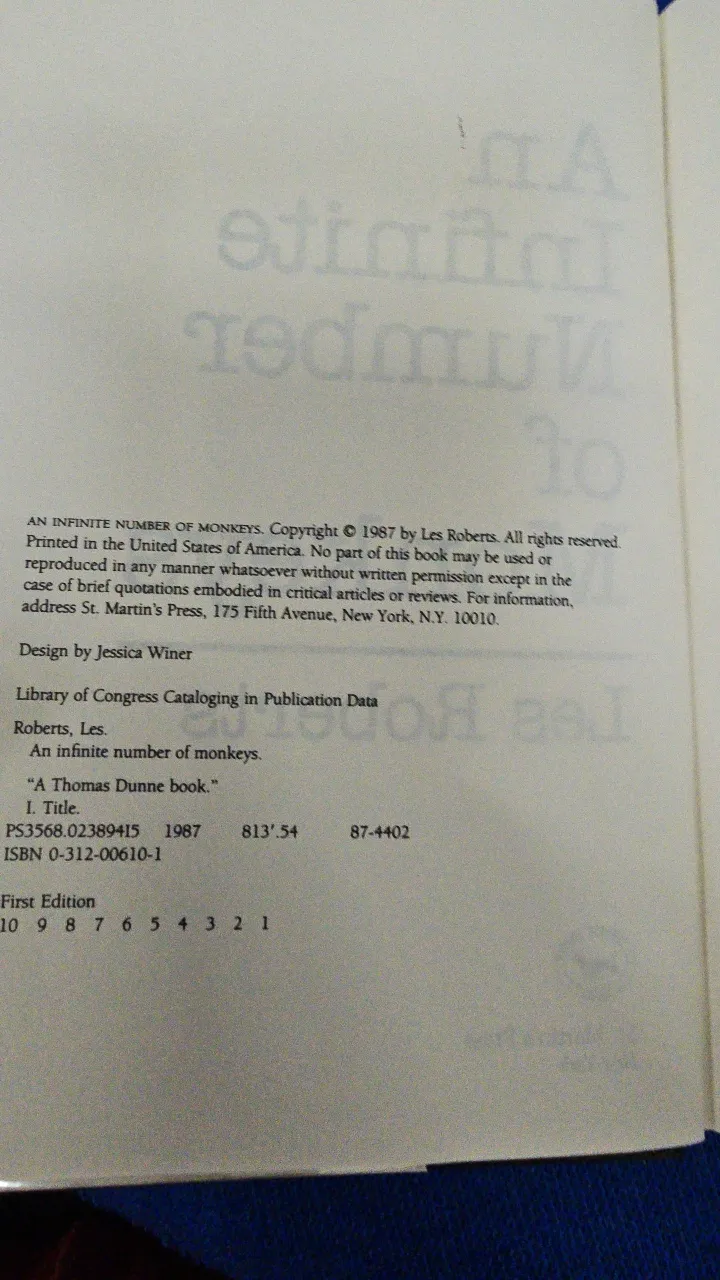 AN INFINITE NUMBER OF MONKEYS. Copyright © 1987 by Les Roberts. All rights reserved.
Printed in the United States of America. No part of this book may be used or
reproduced in any manner whatsoever without written permission except in the
case of brief quotations embodied in critical articles or reviews. For information,
address St. Martin's Press, 175 Fifth Avenue, New York, N.Y. 10010.
Design by Jessica Winer
Library of Congress Cataloging in Publication Data
Roberts, Les.
An infinite number of monkeys.
"A Thomas Dunne book."
I. Title.
PS3568.02389415 1987 813'.54 87-4402
ISBN 0-312-00610-1
First Edition
10 9 8 7 6 5 4 3 2 1